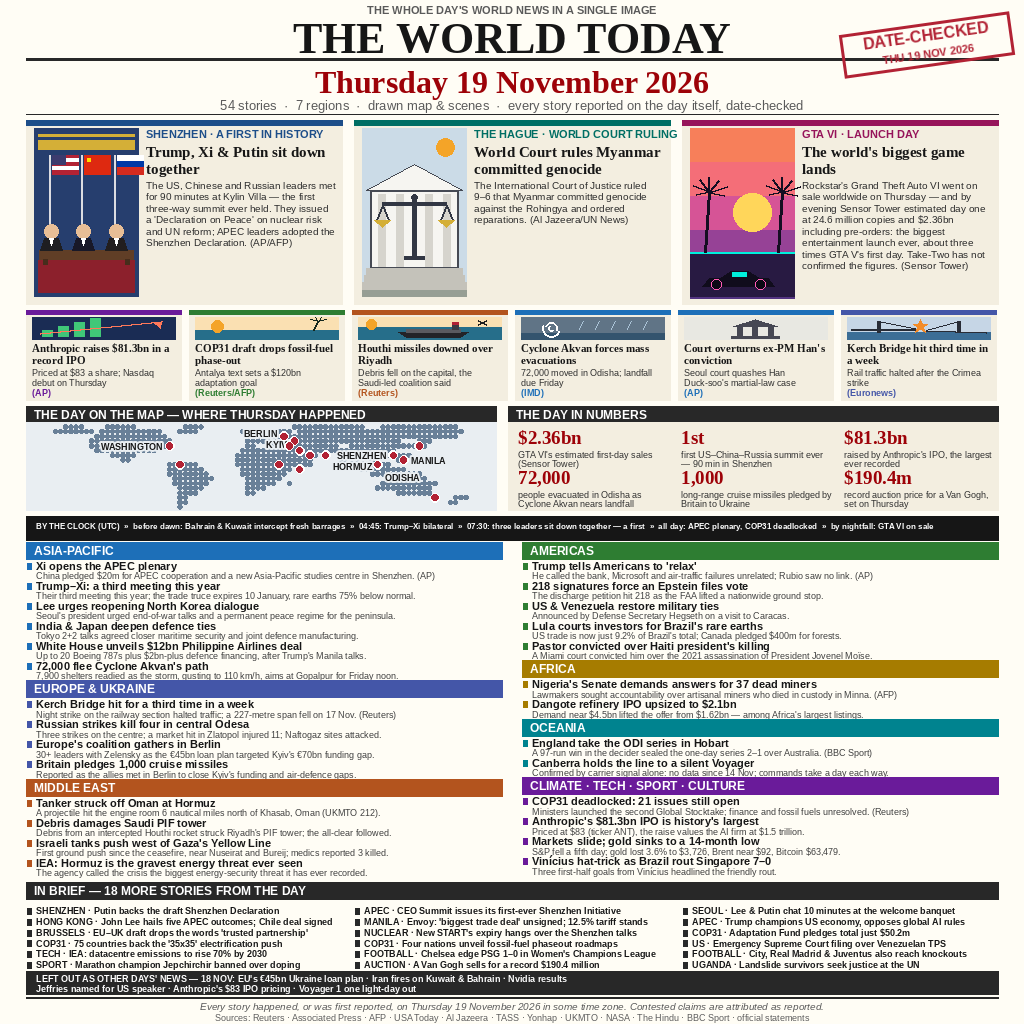 THE WHOLE DAY'S WORLD NEWS IN A SINGLE IMAGE
THE WORLD TODAY
DATE-CHECKED
THU 19 NOV 2026
Thursday 19 November 2026
54 stories · 7 regions · drawn map & scenes · every story reported on the day itself, date-checked
SHENZHEN · A FIRST IN HISTORY
Trump, Xi & Putin sit down
together
The US, Chinese and Russian leaders met
for 90 minutes at Kylin Villa — the first
three-way summit ever held. They issued
a 'Declaration on Peace' on nuclear risk
and UN reform; APEC leaders adopted the
Shenzhen Declaration. (AP/AFP)
THE HAGUE · WORLD COURT RULING
World Court rules Myanmar
committed genocide
The International Court of Justice ruled
9–6 that Myanmar committed genocide
against the Rohingya and ordered
reparations. (Al Jazeera/UN News)
GTA VI · LAUNCH DAY
The world's biggest game
lands
Rockstar's Grand Theft Auto VI went on
sale worldwide on Thursday — and by
evening Sensor Tower estimated day one
at 24.6 million copies and $2.36bn
including pre-orders: the biggest
entertainment launch ever, about three
times GTA V's first day. Take-Two has not
confirmed the figures. (Sensor Tower)
Anthropic raises $81.3bn in a
record IPO
Priced at $83 a share; Nasdaq
debut on Thursday
(AP)
COP31 draft drops fossil-fuel
phase-out
Antalya text sets a $120bn
adaptation goal
(Reuters/AFP)
Houthi missiles downed over
Riyadh
Debris fell on the capital, the
Saudi-led coalition said
(Reuters)
Cyclone Akvan forces mass
evacuations
72,000 moved in Odisha; landfall
due Friday
(IMD)
Court overturns ex-PM Han's
conviction
Seoul court quashes Han
Duck-soo's martial-law case
(AP)
Kerch Bridge hit third time in
a week
Rail traffic halted after the Crimea
strike
(Euronews)
THE DAY ON THE MAP — WHERE THURSDAY HAPPENED
WASHINGTON
BERLIN
KYIV
SHENZHEN
HORMUZ
MANILA
ODISHA
THE DAY IN NUMBERS
$2.36bn
GTA VI's estimated first-day sales
(Sensor Tower)
1st
first US–China–Russia summit ever
— 90 min in Shenzhen
$81.3bn
raised by Anthropic's IPO, the largest
ever recorded
72,000
people evacuated in Odisha as
Cyclone Akvan nears landfall
1,000
long-range cruise missiles pledged by
Britain to Ukraine
$190.4m
record auction price for a Van Gogh,
set on Thursday
BY THE CLOCK (UTC) » before dawn: Bahrain & Kuwait intercept fresh barrages » 04:45: Trump–Xi bilateral » 07:30: three leaders sit down together — a first » all day: APEC plenary, COP31 deadlocked » by nightfall: GTA VI on sale
ASIA-PACIFIC
Xi opens the APEC plenary
China pledged $20m for APEC cooperation and a new Asia-Pacific studies centre in Shenzhen. (AP)
Trump–Xi: a third meeting this year
Their third meeting this year; the trade truce expires 10 January, rare earths 75% below normal.
Lee urges reopening North Korea dialogue
Seoul's president urged end-of-war talks and a permanent peace regime for the peninsula.
India & Japan deepen defence ties
Tokyo 2+2 talks agreed closer maritime security and joint defence manufacturing.
White House unveils $12bn Philippine Airlines deal
Up to 20 Boeing 787s plus $2bn-plus defence financing, after Trump's Manila talks.
72,000 flee Cyclone Akvan's path
7,900 shelters readied as the storm, gusting to 110 km/h, aims at Gopalpur for Friday noon.
EUROPE & UKRAINE
Kerch Bridge hit for a third time in a week
Night strike on the railway section halted traffic; a 227-metre span fell on 17 Nov. (Reuters)
Russian strikes kill four in central Odesa
Three strikes on the centre; a market hit in Zlatopol injured 11; Naftogaz sites attacked.
Europe's coalition gathers in Berlin
30+ leaders with Zelensky as the €45bn loan plan targeted Kyiv's €70bn funding gap.
Britain pledges 1,000 cruise missiles
Reported as the allies met in Berlin to close Kyiv's funding and air-defence gaps.
MIDDLE EAST
Tanker struck off Oman at Hormuz
A projectile hit the engine room 6 nautical miles north of Khasab, Oman (UKMTO 212).
Debris damages Saudi PIF tower
Debris from an intercepted Houthi rocket struck Riyadh's PIF tower; the all-clear followed.
Israeli tanks push west of Gaza's Yellow Line
First ground push since the ceasefire, near Nuseirat and Bureij; medics reported 3 killed.
IEA: Hormuz is the gravest energy threat ever seen
The agency called the crisis the biggest energy-security threat it has ever recorded.
AMERICAS
Trump tells Americans to 'relax'
He called the bank, Microsoft and air-traffic failures unrelated; Rubio saw no link. (AP)
218 signatures force an Epstein files vote
The discharge petition hit 218 as the FAA lifted a nationwide ground stop.
US & Venezuela restore military ties
Announced by Defense Secretary Hegseth on a visit to Caracas.
Lula courts investors for Brazil's rare earths
US trade is now just 9.2% of Brazil's total; Canada pledged $400m for forests.
Pastor convicted over Haiti president's killing
A Miami court convicted him over the 2021 assassination of President Jovenel Moïse.
AFRICA
Nigeria's Senate demands answers for 37 dead miners
Lawmakers sought accountability over artisanal miners who died in custody in Minna. (AFP)
Dangote refinery IPO upsized to $2.1bn
Demand near $4.5bn lifted the offer from $1.62bn — among Africa's largest listings.
OCEANIA
England take the ODI series in Hobart
A 97-run win in the decider sealed the one-day series 2–1 over Australia. (BBC Sport)
Canberra holds the line to a silent Voyager
Confirmed by carrier signal alone; no data since 14 Nov; commands take a day each way.
CLIMATE · TECH · SPORT · CULTURE
COP31 deadlocked: 21 issues still open
Ministers launched the second Global Stocktake; finance and fossil fuels unresolved. (Reuters)
Anthropic's $81.3bn IPO is history's largest
Priced at $83 (ticker ANT), the raise values the AI firm at $1.5 trillion.
Markets slide; gold sinks to a 14-month low
S&P fell a fifth day; gold lost 3.6% to $3,726, Brent near $92, Bitcoin $63,479.
Vinicius hat-trick as Brazil rout Singapore 7–0
Three first-half goals from Vinicius headlined the friendly rout.
IN BRIEF — 18 MORE STORIES FROM THE DAY
SHENZHEN · Putin backs the draft Shenzhen Declaration
HONG KONG · John Lee hails five APEC outcomes; Chile deal signed
BRUSSELS · EU–UK draft drops the words 'trusted partnership'
COP31 · 75 countries back the '35x35' electrification push
TECH · IEA: datacentre emissions to rise 70% by 2030
SPORT · Marathon champion Jepchirchir banned over doping
APEC · CEO Summit issues its first-ever Shenzhen Initiative
MANILA · Envoy: 'biggest trade deal' unsigned; 12.5% tariff stands
NUCLEAR · New START's expiry hangs over the Shenzhen talks
COP31 · Four nations unveil fossil-fuel phaseout roadmaps
FOOTBALL · Chelsea edge PSG 1–0 in Women's Champions League
AUCTION · A Van Gogh sells for a record $190.4 million
SEOUL · Lee & Putin chat 10 minutes at the welcome banquet
APEC · Trump champions US economy, opposes global AI rules
COP31 · Adaptation Fund pledges total just $50.2m
US · Emergency Supreme Court filing over Venezuelan TPS
FOOTBALL · City, Real Madrid & Juventus also reach knockouts
UGANDA · Landslide survivors seek justice at the UN
LEFT OUT AS OTHER DAYS' NEWS — 18 NOV: EU's €45bn Ukraine loan plan · Iran fires on Kuwait & Bahrain · Nvidia results
Jeffries named for US speaker · Anthropic's $83 IPO pricing · Voyager 1 one light-day out
Every story happened, or was first reported, on Thursday 19 November 2026 in some time zone. Contested claims are attributed as reported.
Sources: Reuters · Associated Press · AFP · USA Today · Al Jazeera · TASS · Yonhap · UKMTO · NASA · The Hindu · BBC Sport · official statements